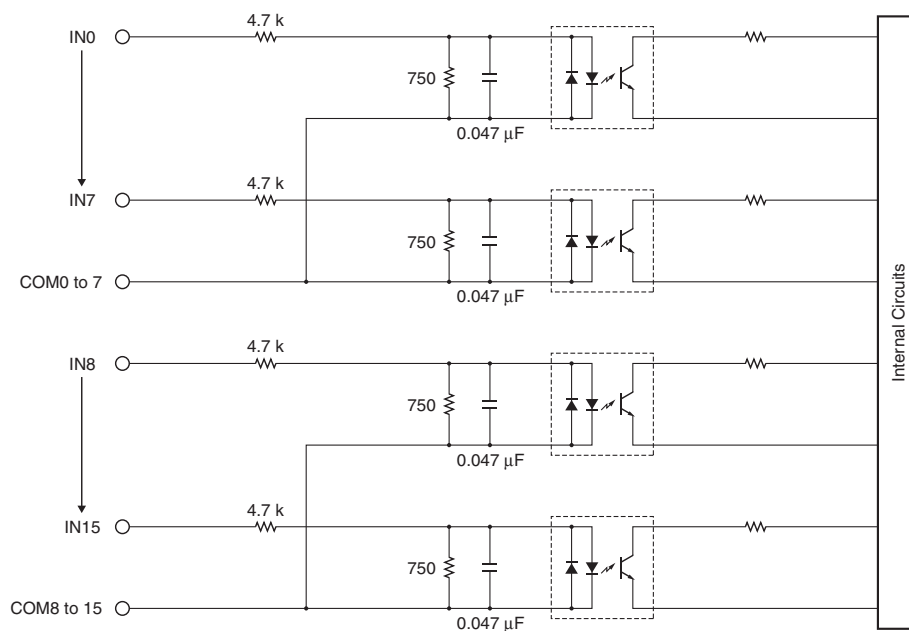 4.7 k
IN0
750
0.047 μF
4.7 k
IN7
750
COM0 to 7
0.047 μF
4.7 k
IN8
750
0.047 μF
4.7 k
IN15
750
COM8 to 15
0.047 μF
Internal Circuits